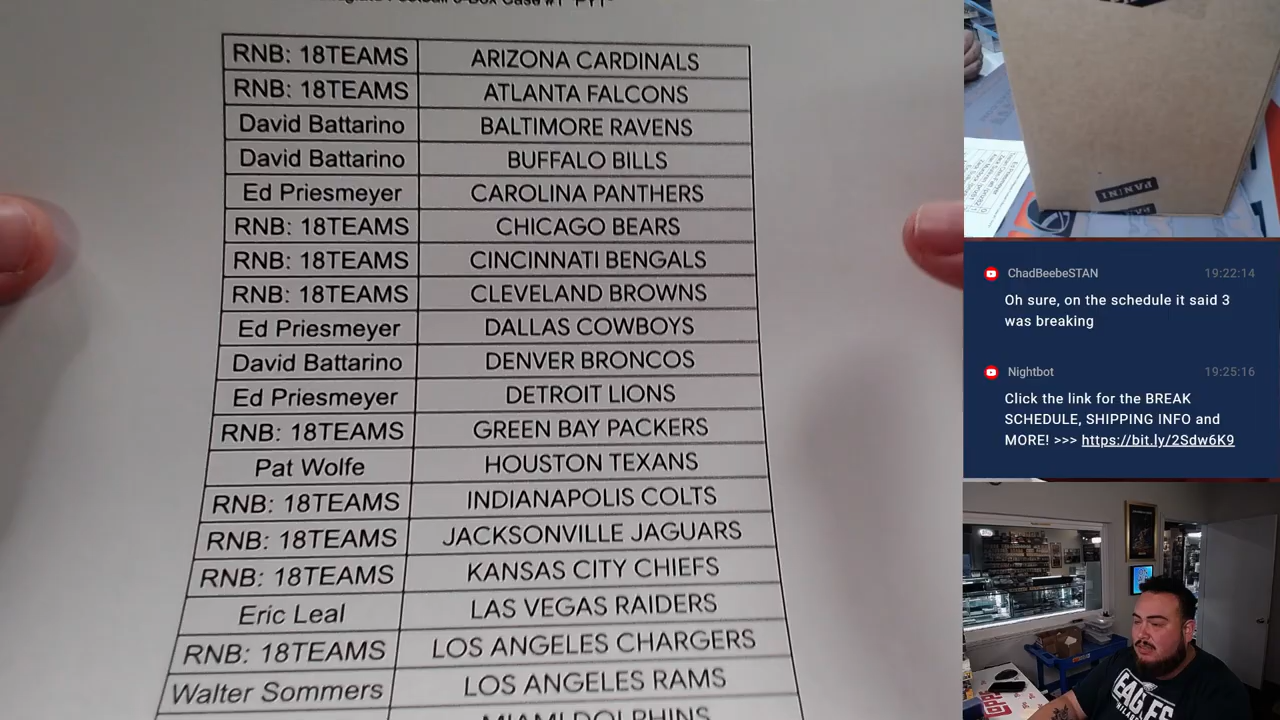 RNB: 18TEAMS ARIZONA CARDINALS
RNB: 18TEAMS ATLANTA FALCONS
David Battarino BALTIMORE RAVENS
David Battarino BUFFALO BILLS
Ed Priesmeyer CAROLINA PANTHERS
RNB: 18TEAMS CHICAGO BEARS
RNB: 18TEAMS CINCINNATI BENGALS
RNB: 18TEAMS CLEVELAND BROWNS
Ed Priesmeyer DALLAS COWBOYS
David Battarino DENVER BRONCOS
Ed Priesmeyer DETROIT LIONS
RNB: 18TEAMS GREEN BAY PACKERS
Pat Wolfe HOUSTON TEXANS
RNB: 18TEAMS INDIANAPOLIS COLTS
RNB: 18TEAMS JACKSONVILLE JAGUARS
RNB: 18TEAMS KANSAS CITY CHIEFS
Eric Leal LAS VEGAS RAIDERS
RNB: 18TEAMS LOS ANGELES CHARGERS
Walter Sommers LOS ANGELES RAMS
MIAMI DOLPHINS
PANINI
PANINI
ChadBeebeSTAN 19:22:14
Oh sure, on the schedule it said 3
was breaking
Nightbot 19:25:16
Click the link for the BREAK
SCHEDULE, SHIPPING INFO and
MORE! >>> https://bit.ly/2Sdw6K9
EAGLES